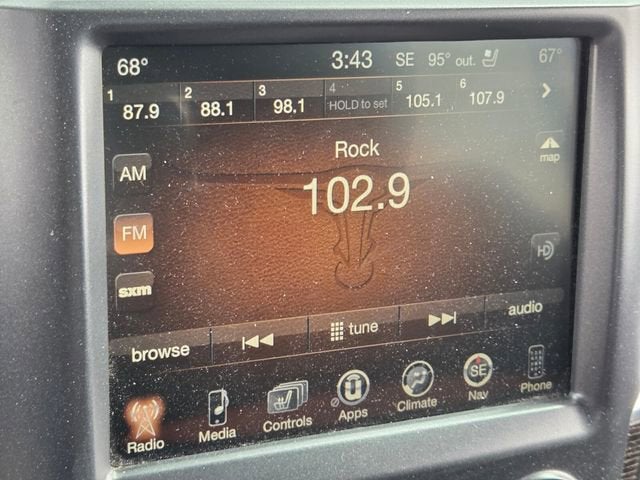 68° 3:43 SE 95° out. 67°
1 87.9 2 88.1 3 98.1 4 HOLD to set 5 105.1 6 107.9
Rock
map
AM
102.9
FM
HD
sxm
browse tune audio
Radio Media Controls U Apps Climate SE Nav Phone